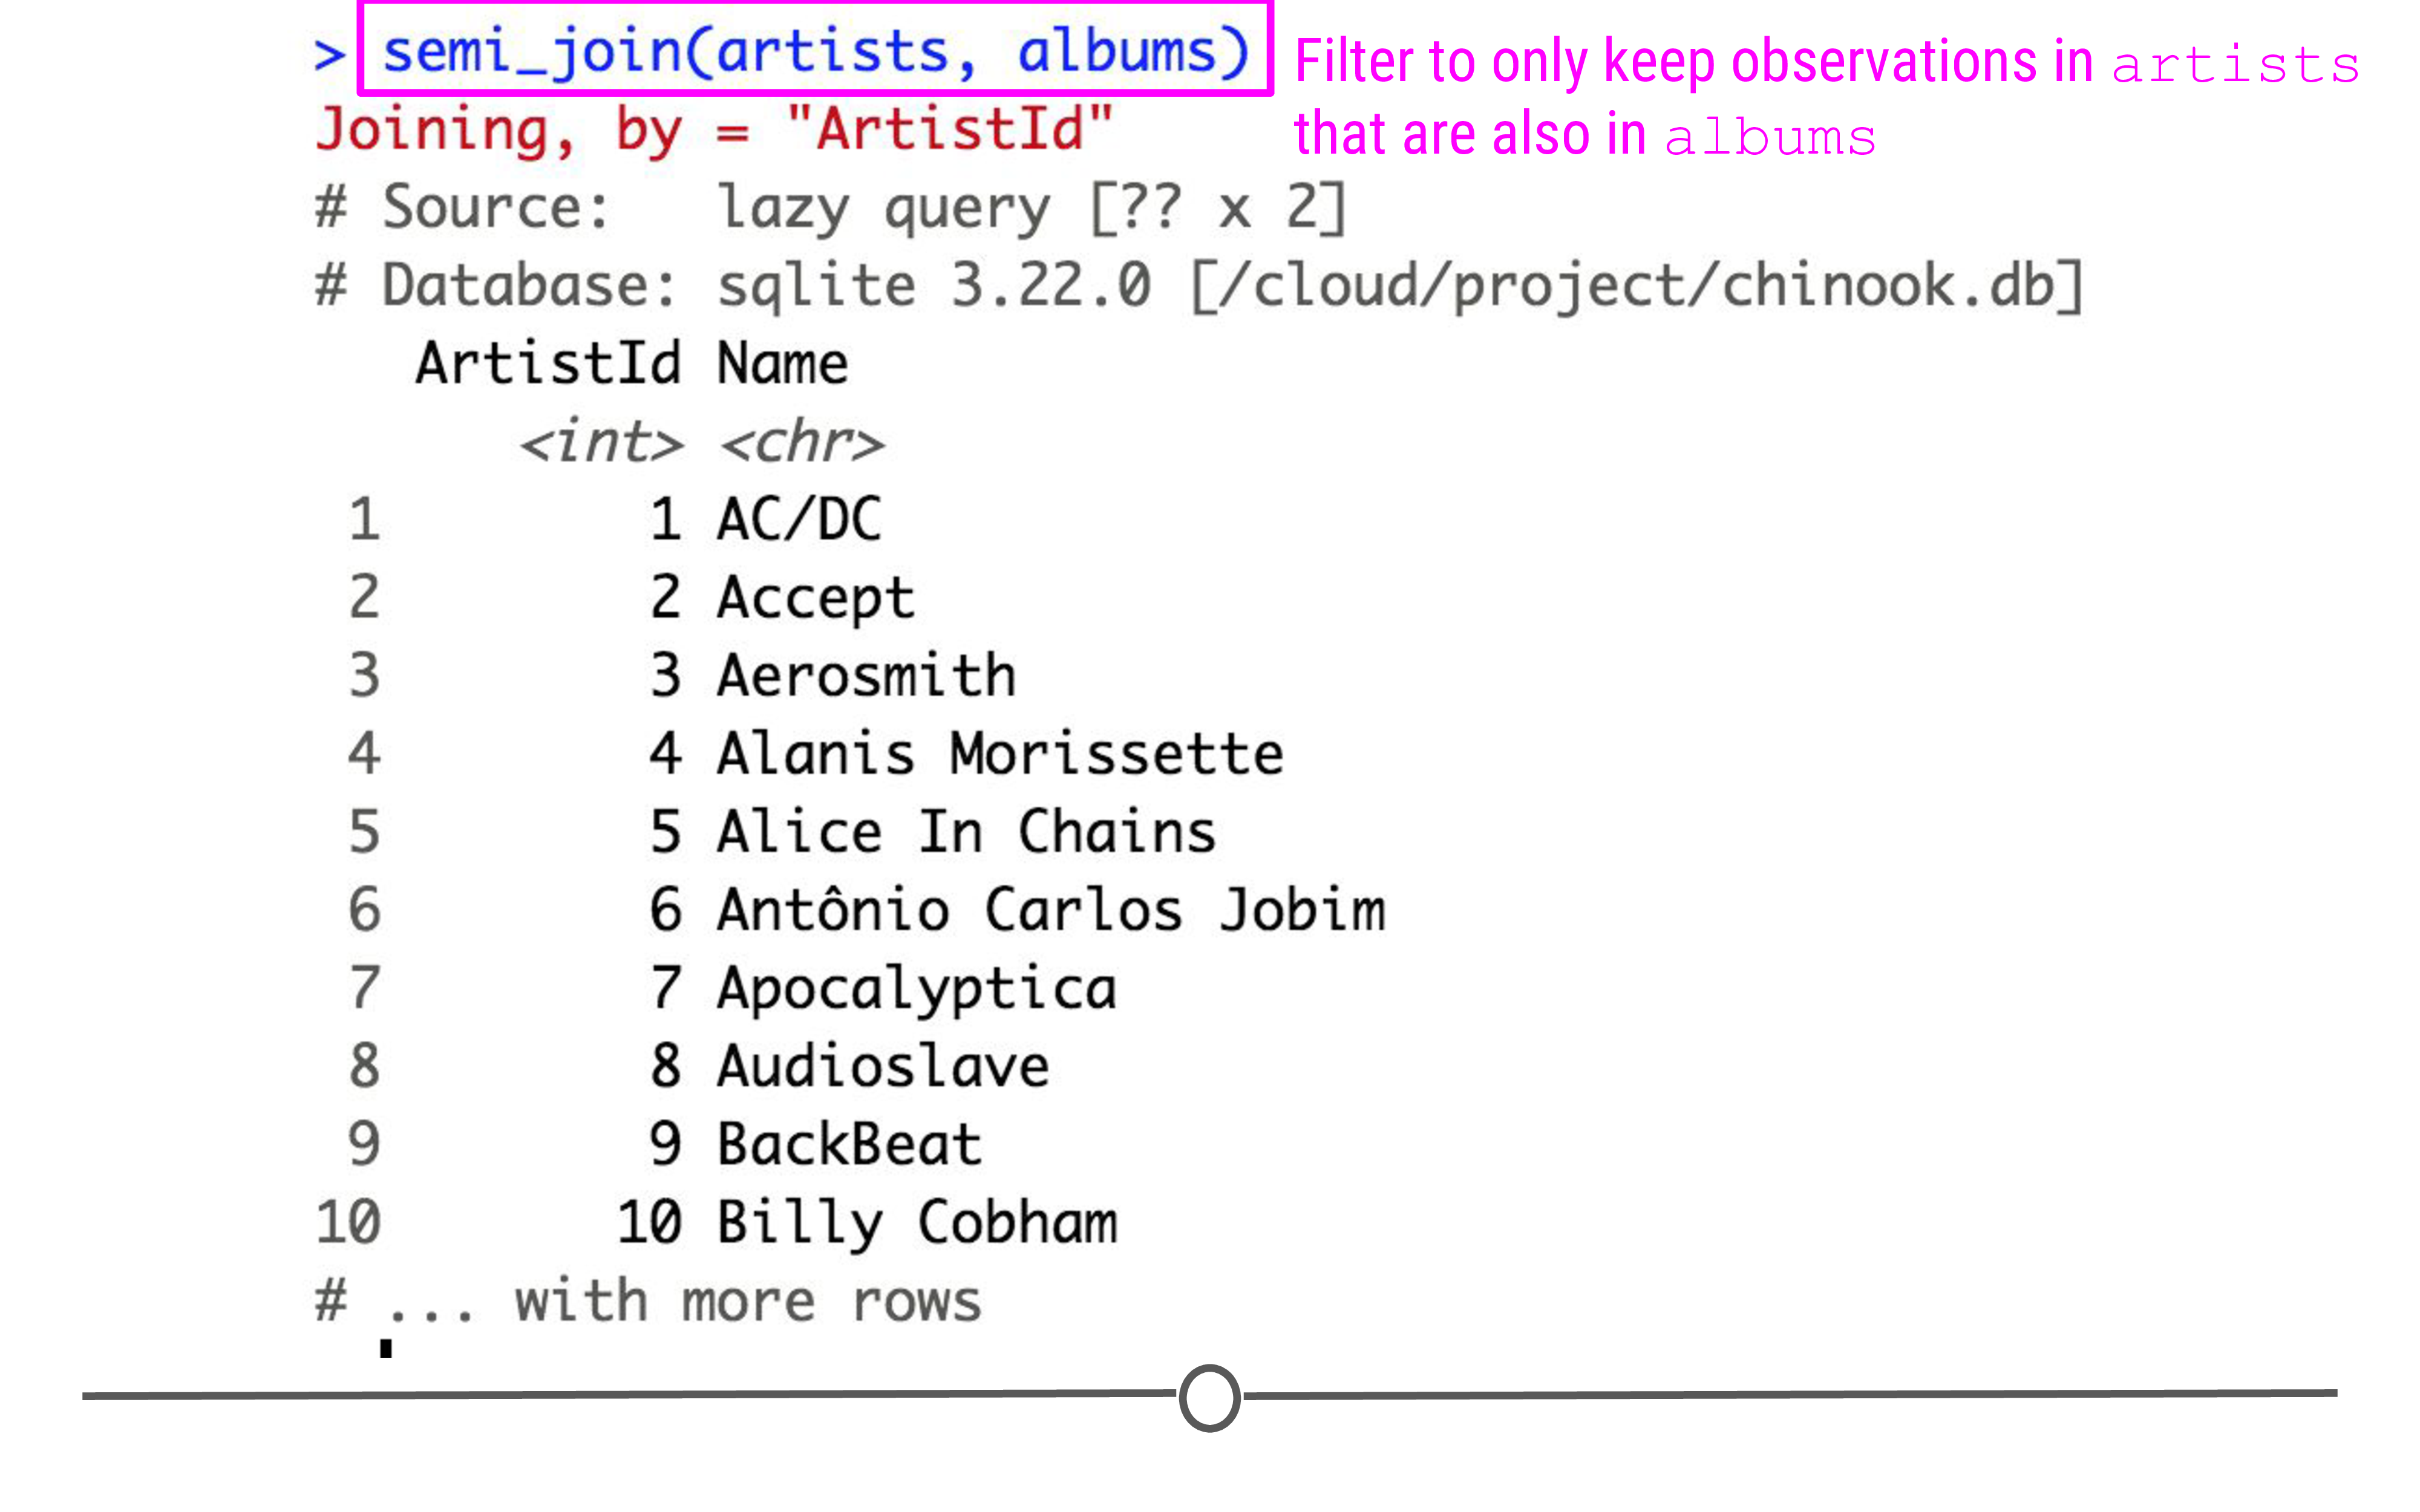 > semi_join(artists, albums)
Filter to only keep observations in artists
that are also in albums
Joining, by = "ArtistId"
# Source:   lazy query [?? x 2]
# Database: sqlite 3.22.0 [/cloud/project/chinook.db]
ArtistId Name
<int> <chr>
1 1 AC/DC
2 2 Accept
3 3 Aerosmith
4 4 Alanis Morissette
5 5 Alice In Chains
6 6 Antônio Carlos Jobim
7 7 Apocalyptica
8 8 Audioslave
9 9 BackBeat
10 10 Billy Cobham
# ... with more rows